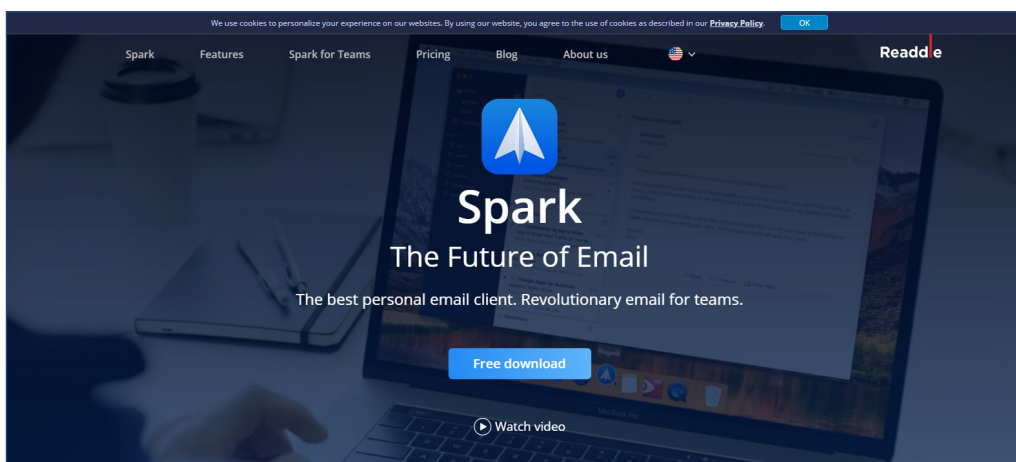 We use cookies to personalize your experience on our websites. By using our website, you agree to the use of cookies as described in our Privacy Policy. OK
Spark Features Spark for Teams Pricing Blog About us
Readdle
Spark
The Future of Email
The best personal email client. Revolutionary email for teams.
Free download
MacBook Pro
Watch video